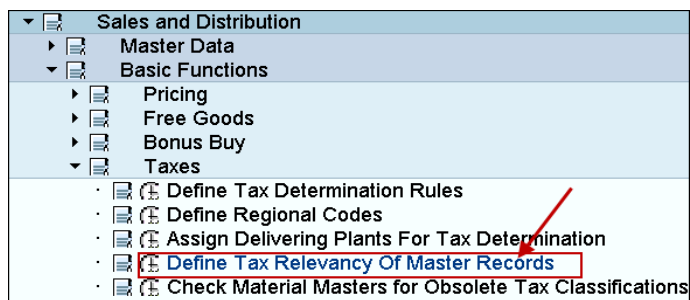 Sales and Distribution
Master Data
Basic Functions
Pricing
Free Goods
Bonus Buy
Taxes
Define Tax Determination Rules
Define Regional Codes
Assign Delivering Plants For Tax Determination
Define Tax Relevancy Of Master Records
Check Material Masters for Obsolete Tax Classifications